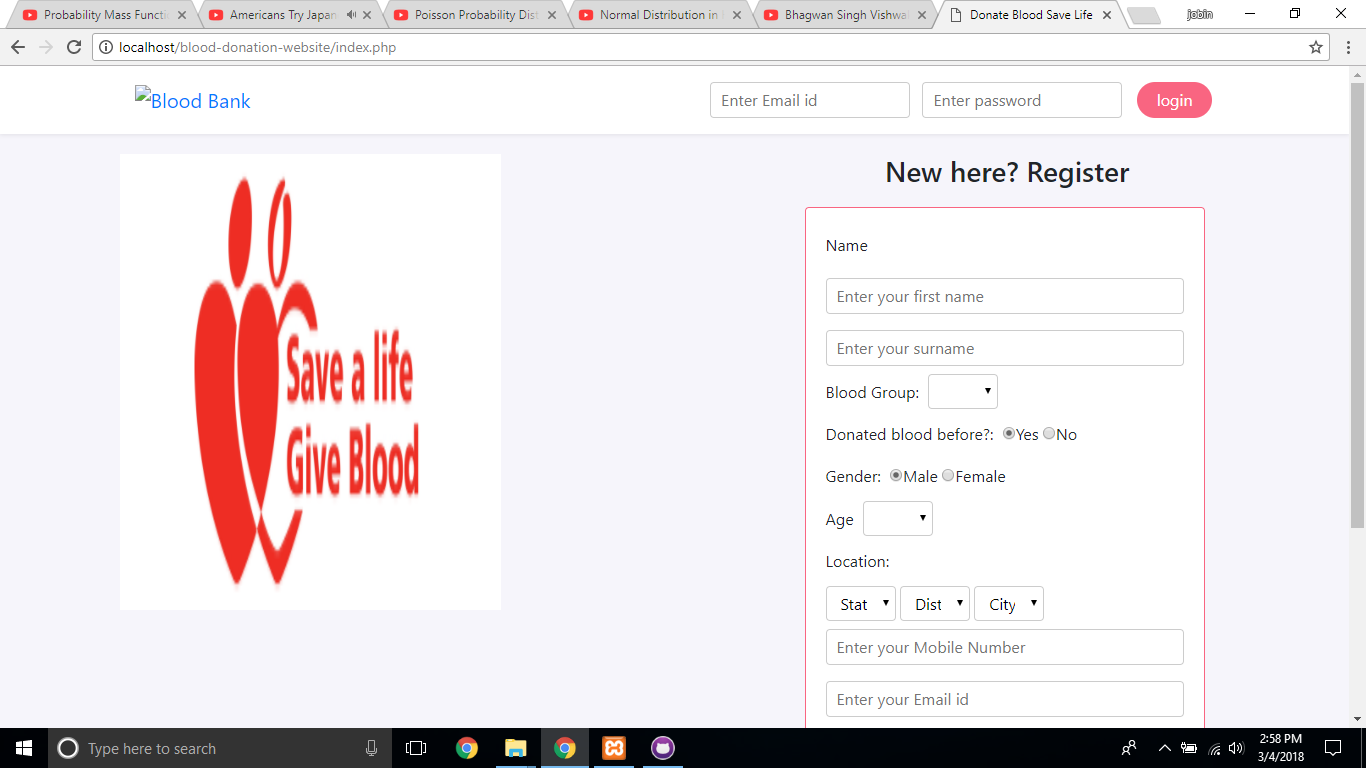 Probability Mass Functi
Americans Try Japan
Poisson Probability Dist
Normal Distribution in
Bhagwan Singh Vishwa
Donate Blood Save Life
jobin
localhost/blood-donation-website/index.php
Blood Bank
Enter Email id
Enter password
login
New here? Register
Save a life
Give Blood
Name
Enter your first name
Enter your surname
Blood Group:
Donated blood before?: Yes No
Gender: Male Female
Age
Location:
Stat Dist City
Enter your Mobile Number
Enter your Email id
Type here to search
2:58 PM
3/4/2018